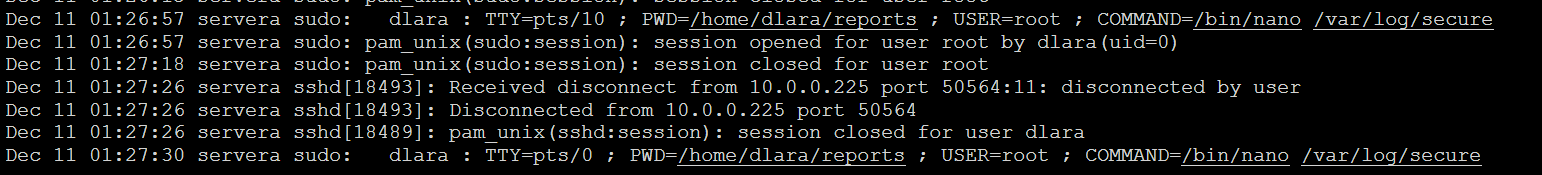 Dec 11 01:26:57 servera sudo:   dlara : TTY=pts/10 ; PWD=/home/dlara/reports ; USER=root ; COMMAND=/bin/nano /var/log/secure
Dec 11 01:26:57 servera sudo: pam_unix(sudo:session): session opened for user root by dlara(uid=0)
Dec 11 01:27:18 servera sudo: pam_unix(sudo:session): session closed for user root
Dec 11 01:27:26 servera sshd[18493]: Received disconnect from 10.0.0.225 port 50564:11: disconnected by user
Dec 11 01:27:26 servera sshd[18493]: Disconnected from 10.0.0.225 port 50564
Dec 11 01:27:26 servera sshd[18489]: pam_unix(sshd:session): session closed for user dlara
Dec 11 01:27:30 servera sudo:   dlara : TTY=pts/0 ; PWD=/home/dlara/reports ; USER=root ; COMMAND=/bin/nano /var/log/secure